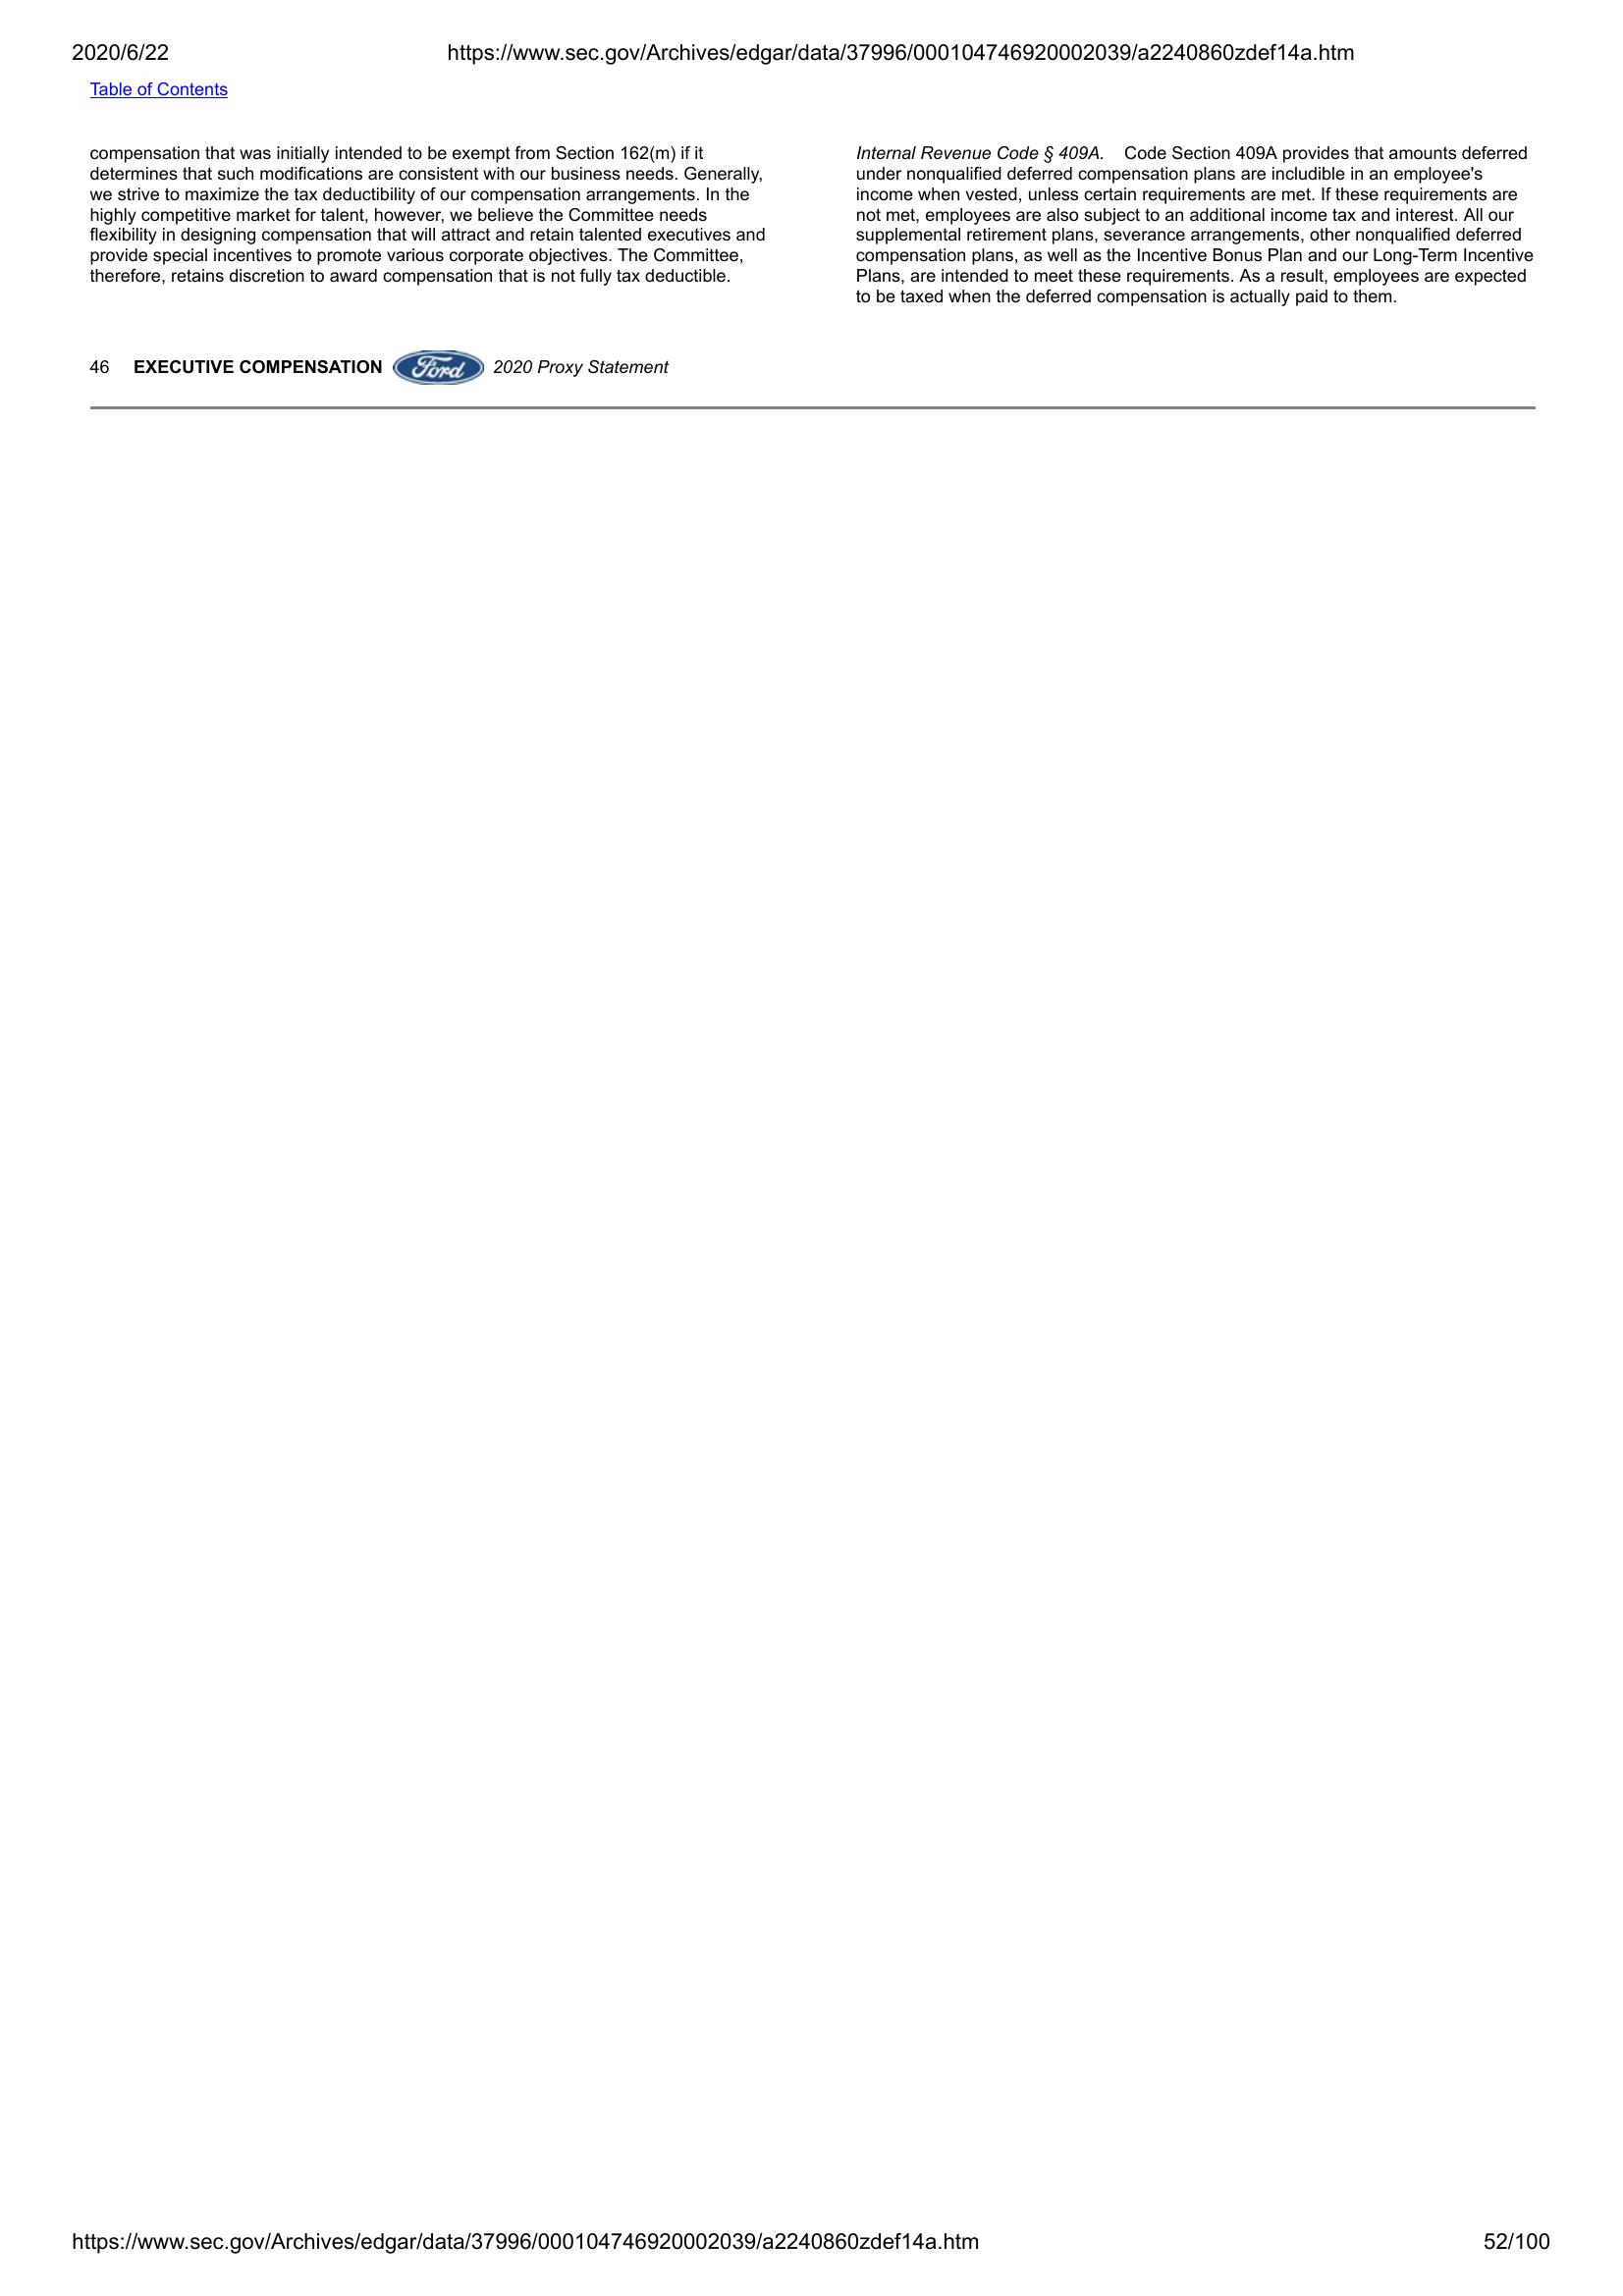 2020/6/22
https://www.sec.gov/Archives/edgar/data/37996/000104746920002039/a2240860zdef14a.htm
Table of Contents
compensation that was initially intended to be exempt from Section 162(m) if it
determines that such modifications are consistent with our business needs. Generally,
we strive to maximize the tax deductibility of our compensation arrangements. In the
highly competitive market for talent, however, we believe the Committee needs
flexibility in designing compensation that will attract and retain talented executives and
provide special incentives to promote various corporate objectives. The Committee,
therefore, retains discretion to award compensation that is not fully tax deductible.
Internal Revenue Code § 409A. Code Section 409A provides that amounts deferred
under nonqualified deferred compensation plans are includible in an employee's
income when vested, unless certain requirements are met. If these requirements are
not met, employees are also subject to an additional income tax and interest. All our
supplemental retirement plans, severance arrangements, other nonqualified deferred
compensation plans, as well as the Incentive Bonus Plan and our Long-Term Incentive
Plans, are intended to meet these requirements. As a result, employees are expected
to be taxed when the deferred compensation is actually paid to them.
46 EXECUTIVE COMPENSATION Ford 2020 Proxy Statement
https://www.sec.gov/Archives/edgar/data/37996/000104746920002039/a2240860zdef14a.htm
52/100